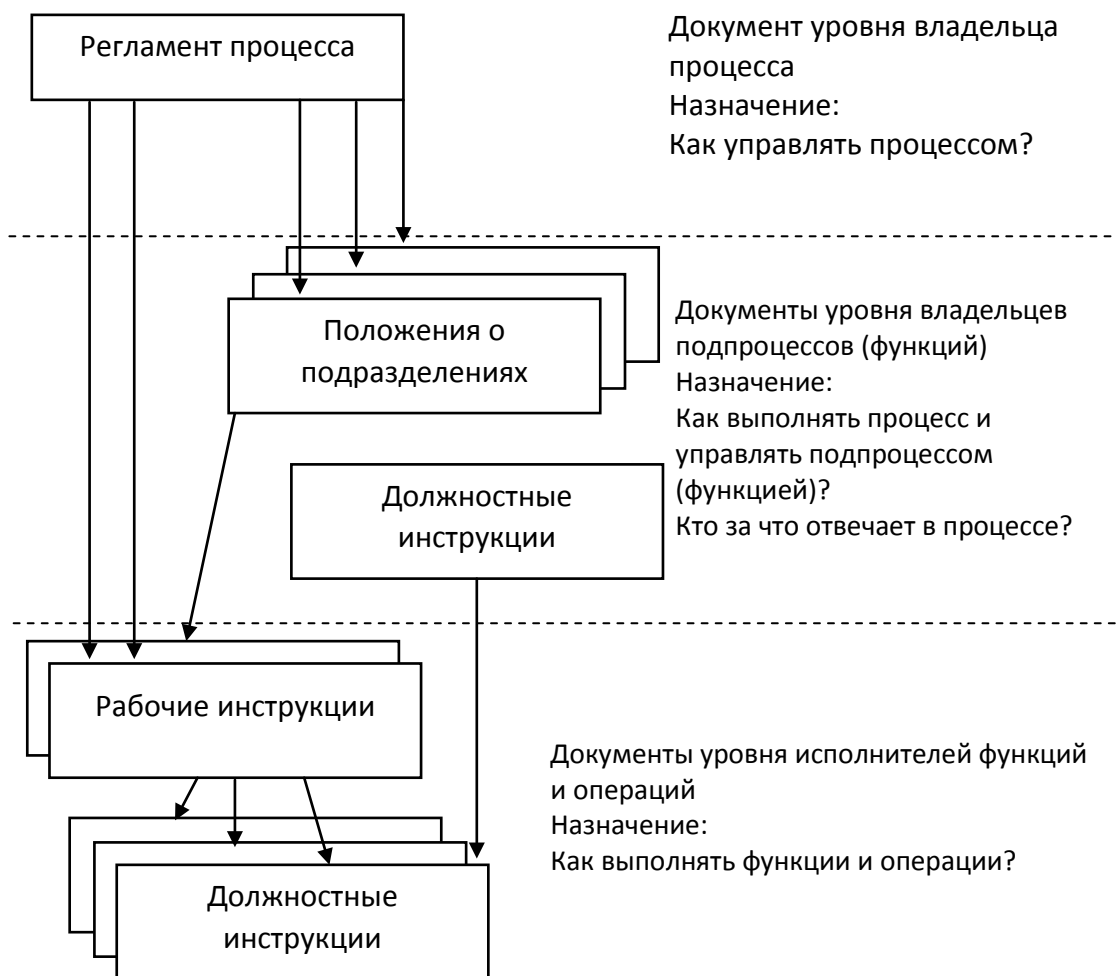 Регламент процесса
Документ уровня владельца
процесса
Назначение:
Как управлять процессом?
Положения о
подразделениях
Документы уровня владельцев
подпроцессов (функций)
Назначение:
Как выполнять процесс и
управлять подпроцессом
(функцией)?
Кто за что отвечает в процессе?
Должностные
инструкции
Рабочие инструкции
Документы уровня исполнителей функций
и операций
Назначение:
Как выполнять функции и операции?
Должностные
инструкции